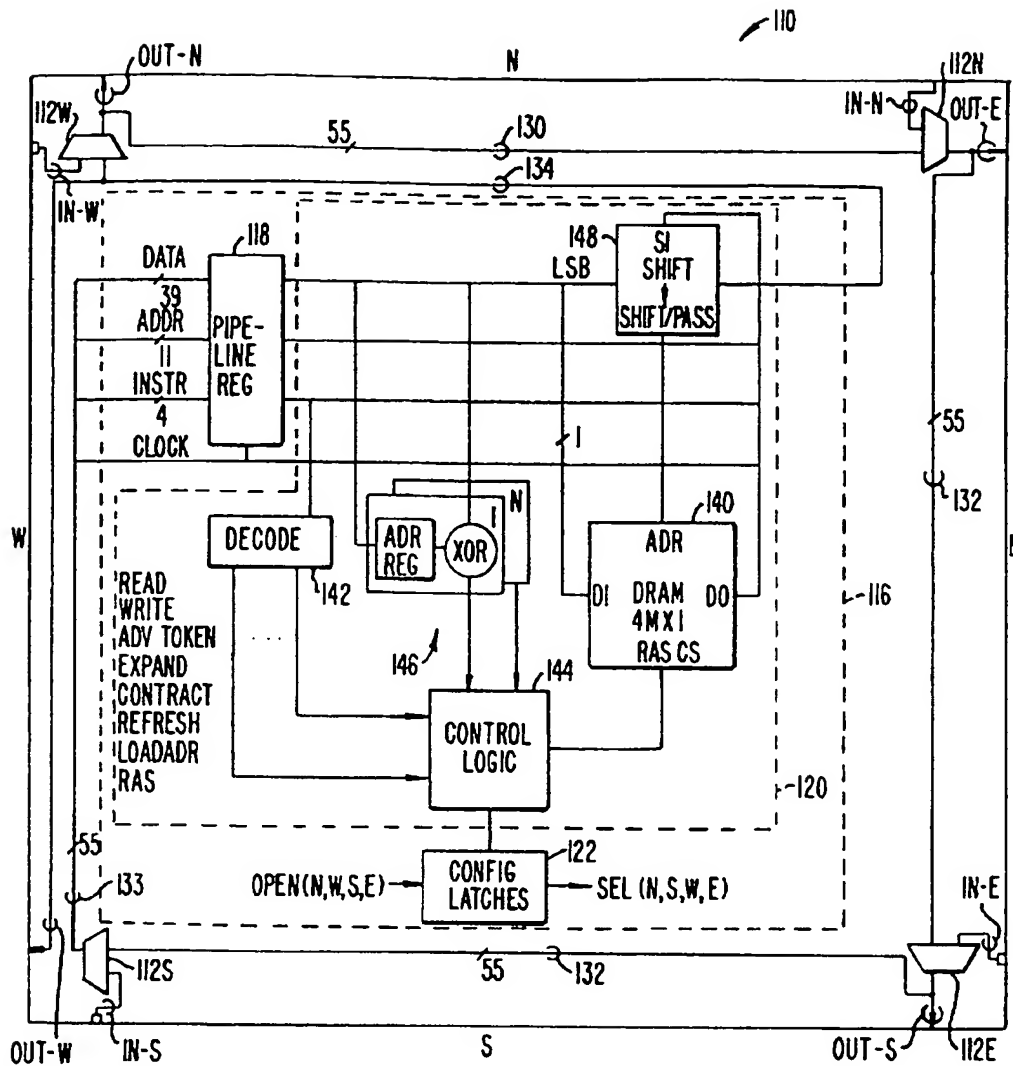 110
OUT-N
N
112N
112W
IN-N
OUT-E
55
130
134
IN-W
118
148
SI
SHIFT
SHIFT/PASS
DATA
39
LSB
ADDR
11
PIPE-
LINE
REG
INSTR
4
CLOCK
1
55
132
N
1
140
W
DECODE
ADR
REG
XOR
ADR
142
DI
DRAM
DO
4MX1
RAS CS
116
READ
WRITE
ADV TOKEN
EXPAND
CONTRACT
REFRESH
LOADADR
RAS
146
144
CONTROL
LOGIC
120
55
122
133
OPEN(N,W,S,E)
CONFIG
LATCHES
SEL (N,S,W,E)
IN-E
112S
55
132
OUT-W
IN-S
S
OUT-S
112E